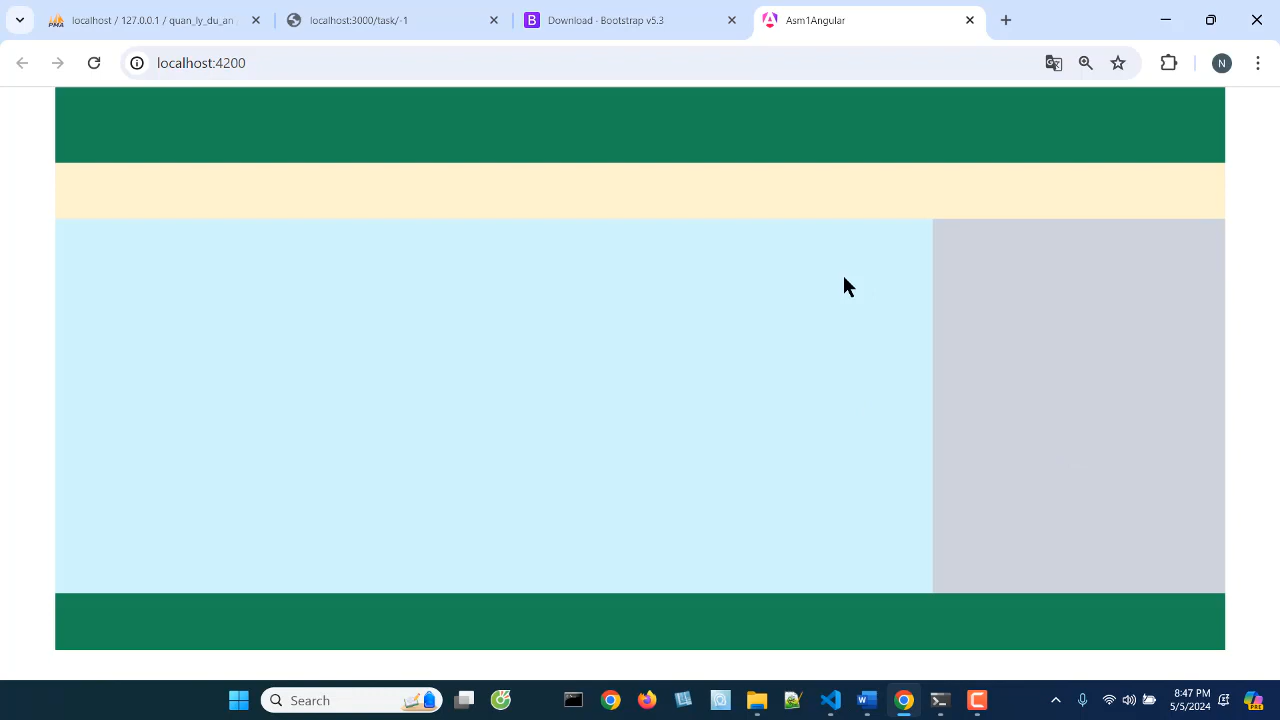 localhost / 127.0.0.1 / quan_ly_du_an
localhost:3000/task/-1
Download · Bootstrap v5.3
Asm1Angular
localhost:4200
N
Search
8:47 PM
5/5/2024